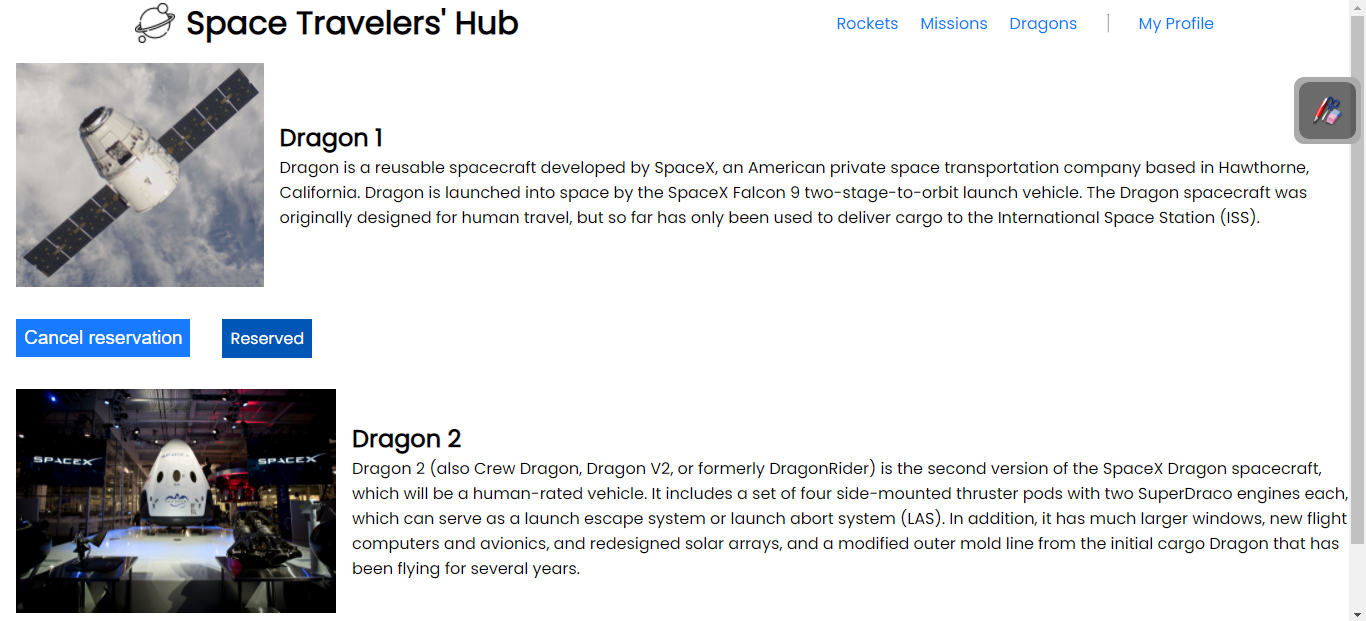 Space Travelers' Hub
Rockets Missions Dragons | My Profile
Dragon 1
Dragon is a reusable spacecraft developed by SpaceX, an American private space transportation company based in Hawthorne,
California. Dragon is launched into space by the SpaceX Falcon 9 two-stage-to-orbit launch vehicle. The Dragon spacecraft was
originally designed for human travel, but so far has only been used to deliver cargo to the International Space Station (ISS).
Cancel reservation Reserved
SPACEX
SPACEX
Dragon 2
Dragon 2 (also Crew Dragon, Dragon V2, or formerly DragonRider) is the second version of the SpaceX Dragon spacecraft,
which will be a human-rated vehicle. It includes a set of four side-mounted thruster pods with two SuperDraco engines each,
which can serve as a launch escape system or launch abort system (LAS). In addition, it has much larger windows, new flight
computers and avionics, and redesigned solar arrays, and a modified outer mold line from the initial cargo Dragon that has
been flying for several years.